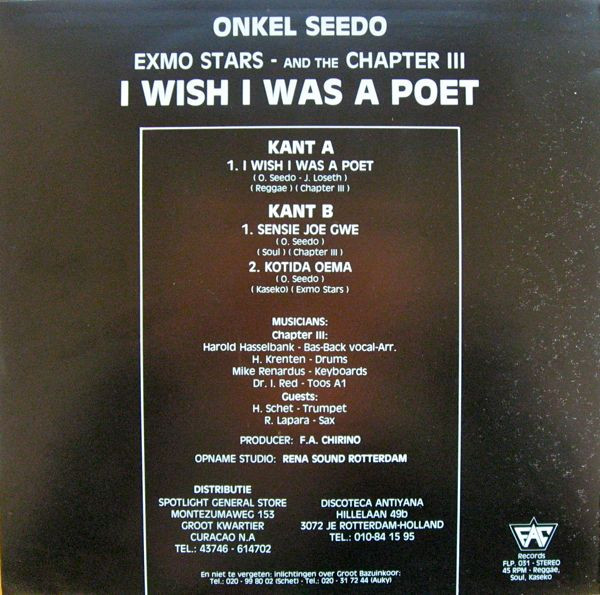 ONKEL SEEDO
EXMO STARS - AND THE CHAPTER III
I WISH I WAS A POET
KANT A
1. I WISH I WAS A POET
( O. Seedo - J. Loseth )
( Reggae ) ( Chapter III )
KANT B
1. SENSIE JOE GWE
( O. Seedo )
( Soul ) ( Chapter III )
2. KOTIDA OEMA
( O. Seedo )
( Kaseko) ( Exmo Stars )
MUSICIANS:
Chapter III:
Harold Hasselbank - Bas-Back vocal-Arr.
H. Krenten - Drums
Mike Renardus - Keyboards
Dr. I. Red - Toos A1
Guests:
H. Schet - Trumpet
R. Lapara - Sax
PRODUCER: F.A. CHIRINO
OPNAME STUDIO: RENA SOUND ROTTERDAM
DISTRIBUTIE
SPOTLIGHT GENERAL STORE
MONTEZUMAWEG 153
GROOT KWARTIER
CURACAO N.A
TEL.: 43746 - 614702
DISCOTECA ANTIYANA
HILLELAAN 49b
3072 JE ROTTERDAM-HOLLAND
TEL.: 010-84 15 95
FAF
Records
FLP. 031 - STEREO
45 RPM - Reggae,
Soul, Kaseko
En niet te vergeten: inlichtingen over Groot Bazuinkoor:
Tel.: 020 - 99 80 02 (Schet) - Tel.: 020 - 31 72 44 (Auky)